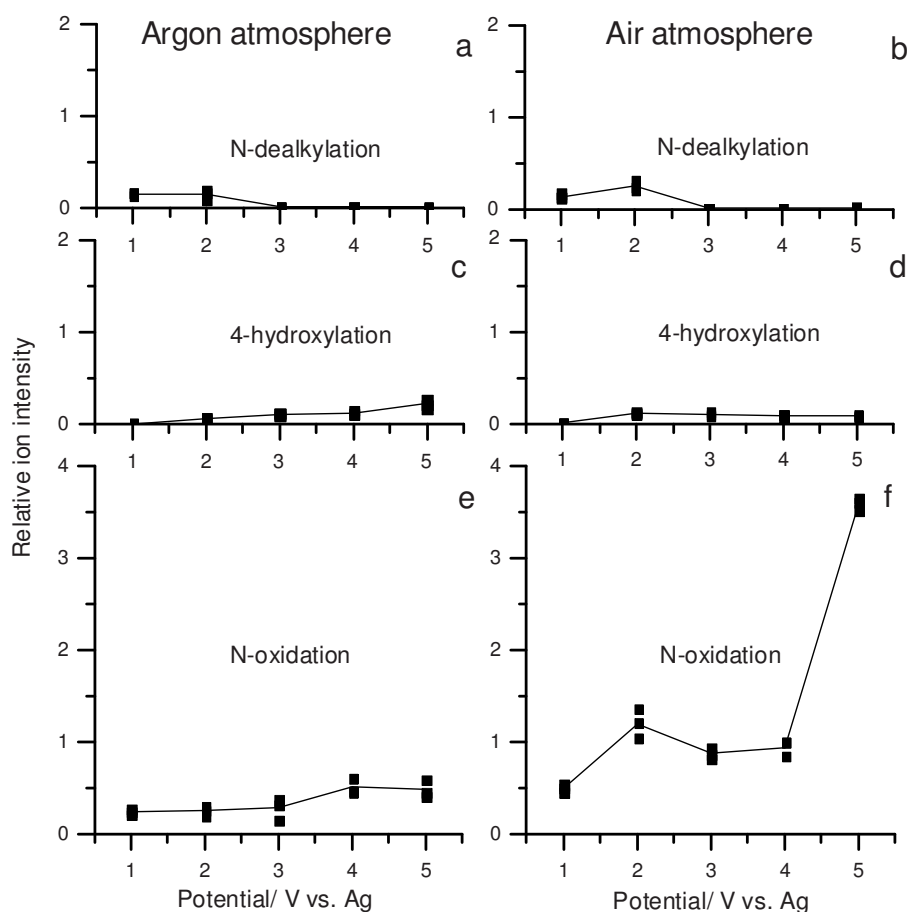 Argon atmosphere
Air atmosphere
2
1
0
a
N-dealkylation
1 2 3 4 5
2
1
0
b
N-dealkylation
1 2 3 4 5
2
1
0
c
4-hydroxylation
1 2 3 4 5
2
1
0
d
4-hydroxylation
1 2 3 4 5
Relative ion intensity
4
3
2
1
0
e
N-oxidation
1 2 3 4 5
Potential/ V vs. Ag
4
3
2
1
0
f
N-oxidation
1 2 3 4 5
Potential/ V vs. Ag